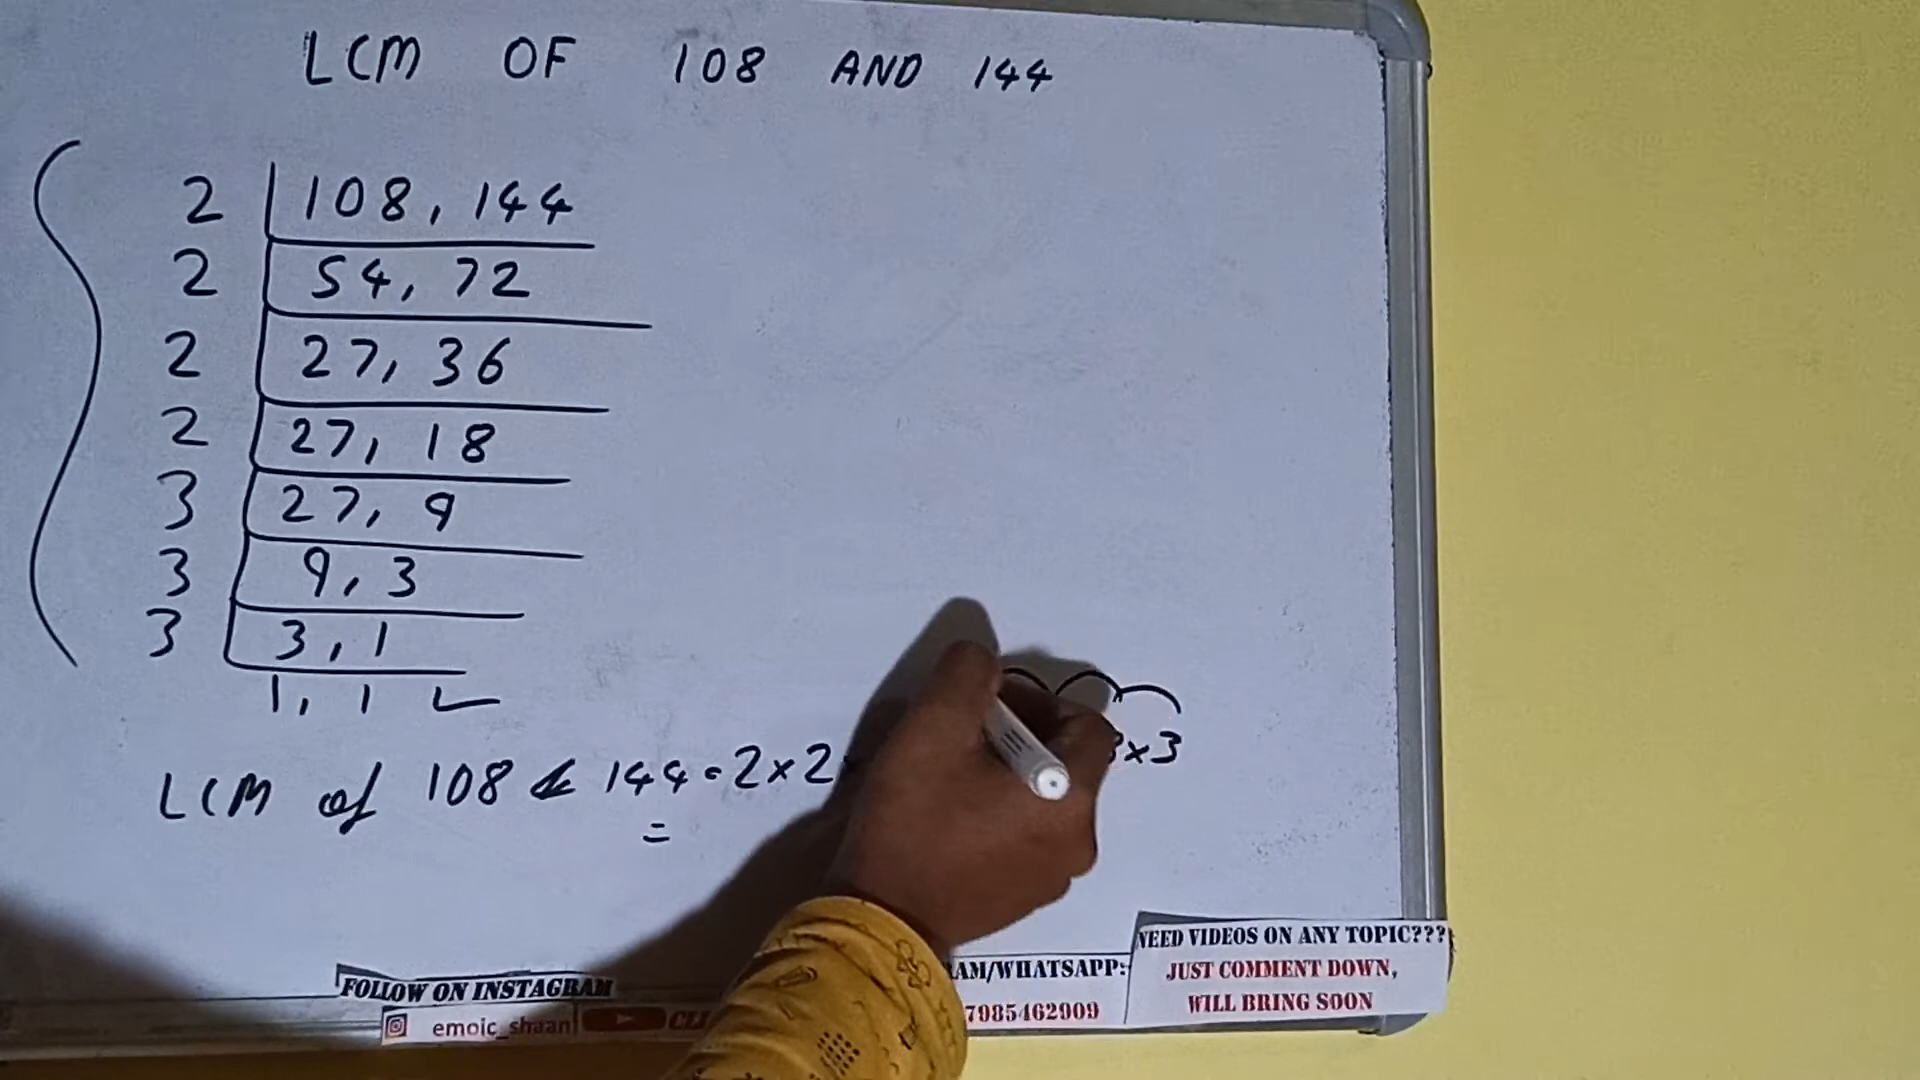 LCM OF 108 AND 144
2 108, 144
2 54, 72
2 27, 36
2 27, 18
3 27, 9
3 9, 3
3 3, 1
1, 1
LCM of 108 & 144 = 2 x 2 x 3
=
FOLLOW ON INSTAGRAM
emoic_shaan
AM/WHATSAPP:
7985462909
NEED VIDEOS ON ANY TOPIC???
JUST COMMENT DOWN,
WILL BRING SOON